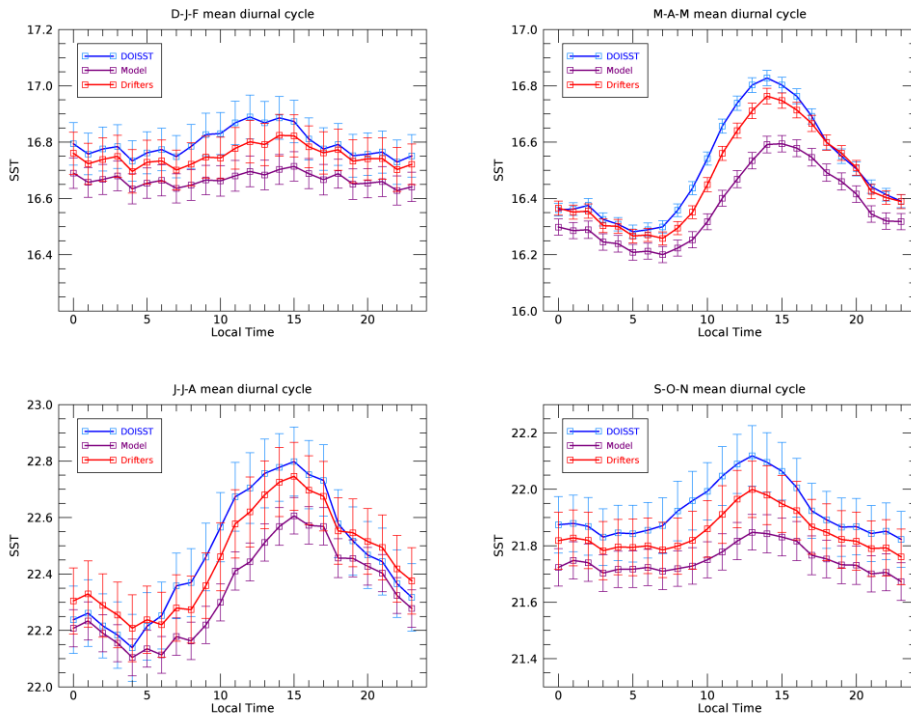 D-J-F mean diurnal cycle
17.2
17.0
16.8
16.6
16.4
SST
DOISST
Model
Drifters
0 5 10 15 20
Local Time
M-A-M mean diurnal cycle
17.0
16.8
16.6
16.4
16.2
16.0
SST
DOISST
Model
Drifters
0 5 10 15 20
Local Time
J-J-A mean diurnal cycle
23.0
22.8
22.6
22.4
22.2
22.0
SST
DOISST
Model
Drifters
0 5 10 15 20
Local Time
S-O-N mean diurnal cycle
22.2
22.0
21.8
21.6
21.4
SST
DOISST
Model
Drifters
0 5 10 15 20
Local Time